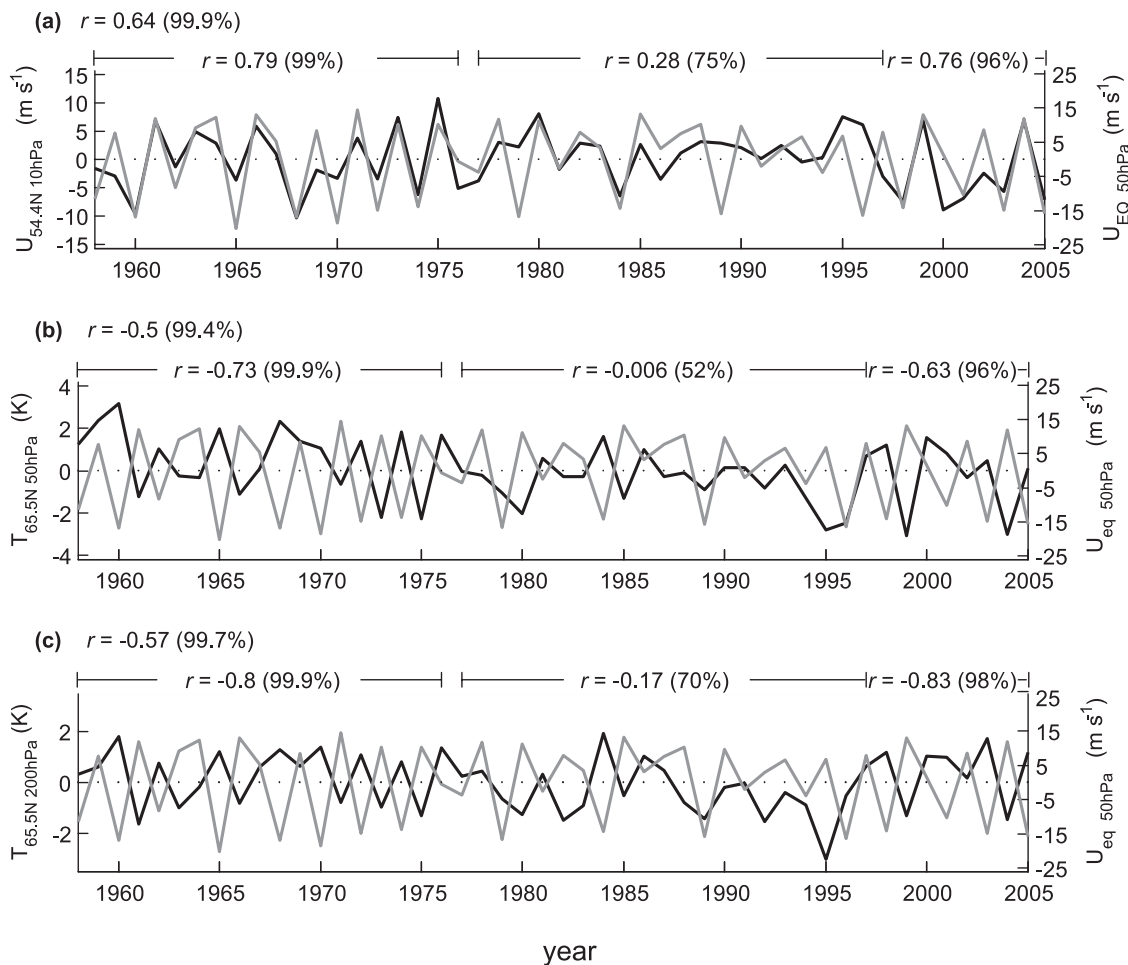 (a) r = 0.64 (99.9%)
r = 0.79 (99%) r = 0.28 (75%) r = 0.76 (96%)
U54.4N 10hPa (m s-1)
15
10
5
0
-5
-10
-15
25
15
5
-5
-15
-25
UEQ 50hPa (m s-1)
1960 1965 1970 1975 1980 1985 1990 1995 2000 2005
(b) r = -0.5 (99.4%)
r = -0.73 (99.9%) r = -0.006 (52%) r = -0.63 (96%)
T65.5N 50hPa (K)
4
2
0
-2
-4
25
15
5
-5
-15
-25
Ueq 50hPa (m s-1)
1960 1965 1970 1975 1980 1985 1990 1995 2000 2005
(c) r = -0.57 (99.7%)
r = -0.8 (99.9%) r = -0.17 (70%) r = -0.83 (98%)
T65.5N 200hPa (K)
2
0
-2
25
15
5
-5
-15
-25
Ueq 50hPa (m s-1)
1960 1965 1970 1975 1980 1985 1990 1995 2000 2005
year